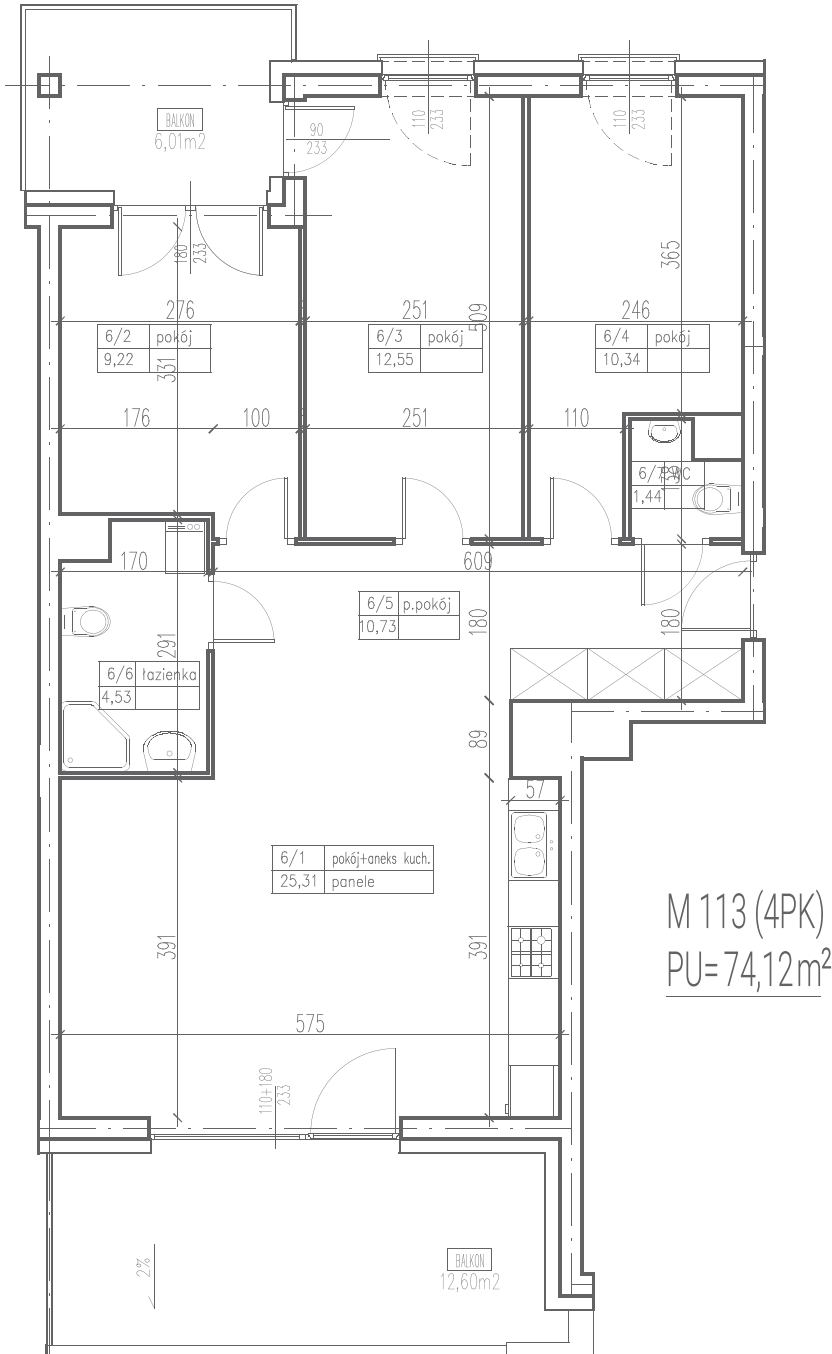 BALKON
6,01m2
90
233
110
233
110
233
180
233
365
276
251
509
246
6/2 pokój
9,22
331
6/3 pokój
12,55
6/4 pokój
10,34
176
100
251
110
1,44
170
609
6/5 p.pokój
10,73
180
180
291
6/6 łazienka
4,53
89
57
6/1 pokój+aneks kuch.
25,31 panele
391
391
M 113 (4PK)
PU= 74,12m²
575
110+180
233
2%
BALKON
12,60m2